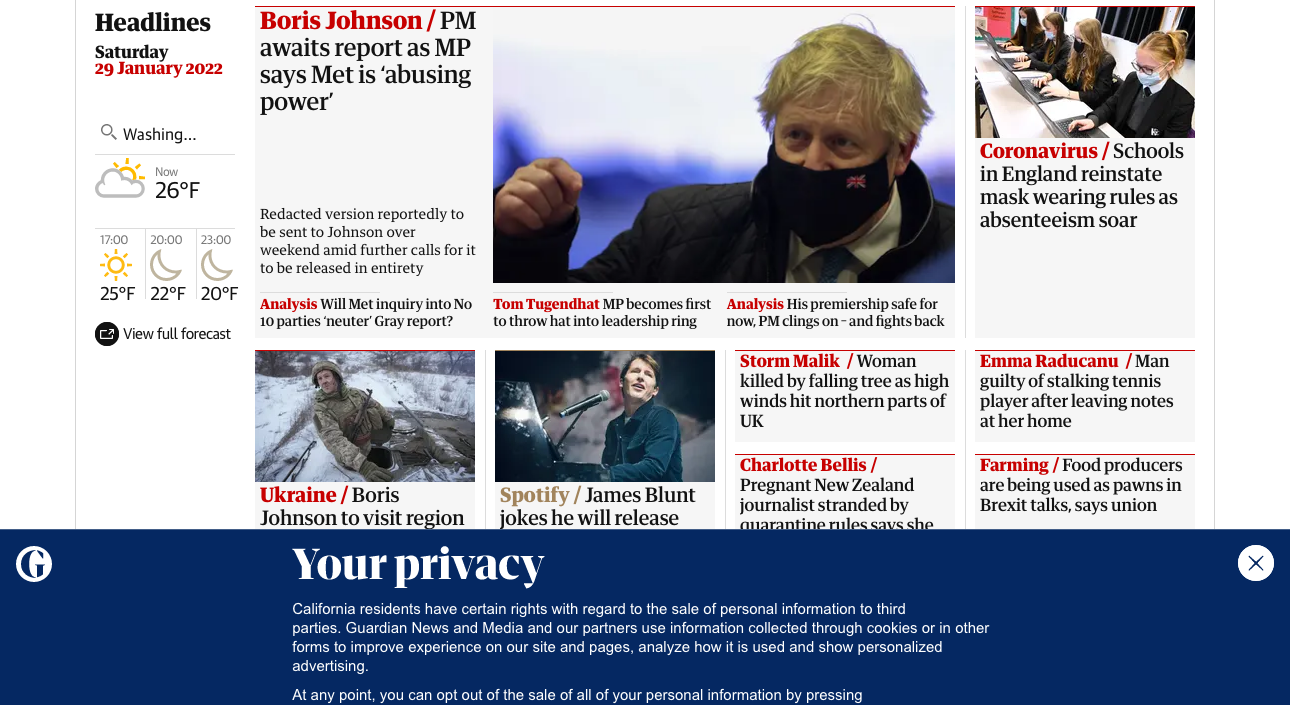 Headlines
Saturday
29 January 2022
Washing...
Now
26°F
17:00
25°F
20:00
22°F
23:00
20°F
View full forecast
Boris Johnson / PM
awaits report as MP
says Met is ‘abusing
power’
Redacted version reportedly to
be sent to Johnson over
weekend amid further calls for it
to be released in entirety
Analysis Will Met inquiry into No
10 parties ‘neuter’ Gray report?
Tom Tugendhat MP becomes first
to throw hat into leadership ring
Analysis His premiership safe for
now, PM clings on – and fights back
Coronavirus / Schools
in England reinstate
mask wearing rules as
absenteeism soar
Ukraine / Boris
Johnson to visit region
Spotify / James Blunt
jokes he will release
Storm Malik / Woman
killed by falling tree as high
winds hit northern parts of
UK
Charlotte Bellis /
Pregnant New Zealand
journalist stranded by
quarantine rules says she
Emma Raducanu / Man
guilty of stalking tennis
player after leaving notes
at her home
Farming / Food producers
are being used as pawns in
Brexit talks, says union
Your privacy
California residents have certain rights with regard to the sale of personal information to third
parties. Guardian News and Media and our partners use information collected through cookies or in other
forms to improve experience on our site and pages, analyze how it is used and show personalized
advertising.
At any point, you can opt out of the sale of all of your personal information by pressing